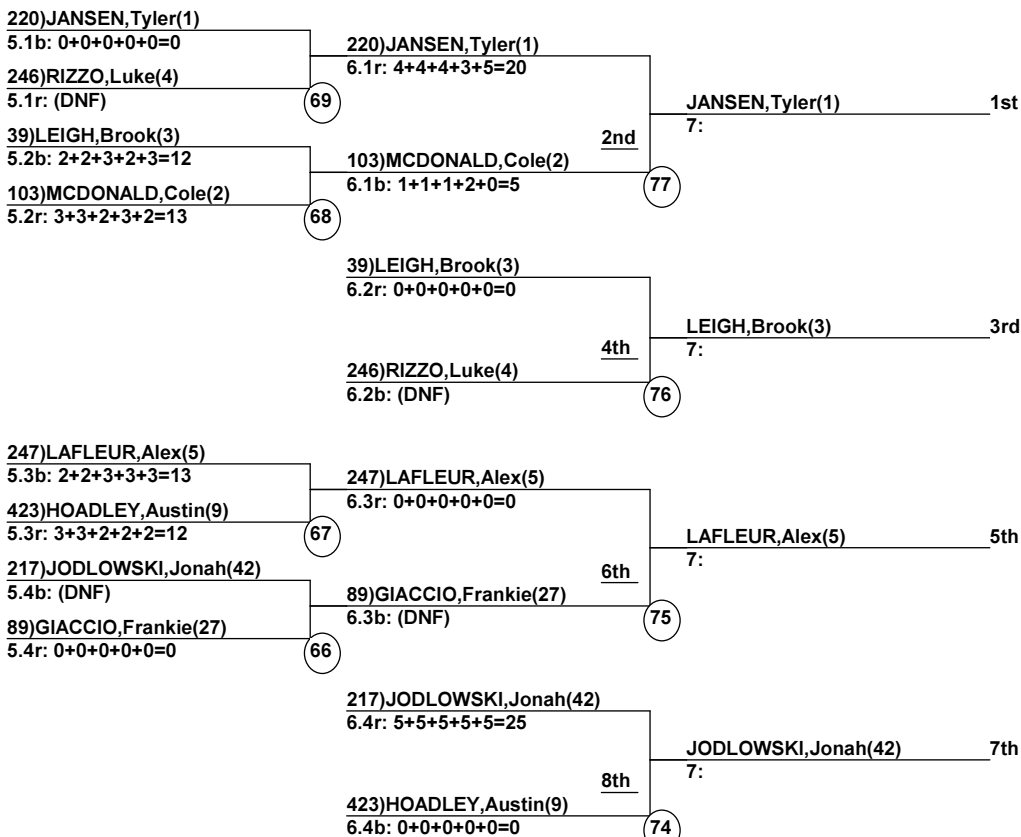 220)JANSEN,Tyler(1)
5.1b: 0+0+0+0+0=0
246)RIZZO,Luke(4)
5.1r: (DNF)
69
39)LEIGH,Brook(3)
5.2b: 2+2+3+2+3=12
103)MCDONALD,Cole(2)
5.2r: 3+3+2+3+2=13
68
220)JANSEN,Tyler(1)
6.1r: 4+4+4+3+5=20
2nd
103)MCDONALD,Cole(2)
6.1b: 1+1+1+2+0=5
77
JANSEN,Tyler(1) 1st
7:
39)LEIGH,Brook(3)
6.2r: 0+0+0+0+0=0
4th
246)RIZZO,Luke(4)
6.2b: (DNF)
76
LEIGH,Brook(3) 3rd
7:
247)LAFLEUR,Alex(5)
5.3b: 2+2+3+3+3=13
423)HOADLEY,Austin(9)
5.3r: 3+3+2+2+2=12
67
217)JODLOWSKI,Jonah(42)
5.4b: (DNF)
89)GIACCIO,Frankie(27)
5.4r: 0+0+0+0+0=0
66
247)LAFLEUR,Alex(5)
6.3r: 0+0+0+0+0=0
6th
89)GIACCIO,Frankie(27)
6.3b: (DNF)
75
LAFLEUR,Alex(5) 5th
7:
217)JODLOWSKI,Jonah(42)
6.4r: 5+5+5+5+5=25
8th
423)HOADLEY,Austin(9)
6.4b: 0+0+0+0+0=0
74
JODLOWSKI,Jonah(42) 7th
7: